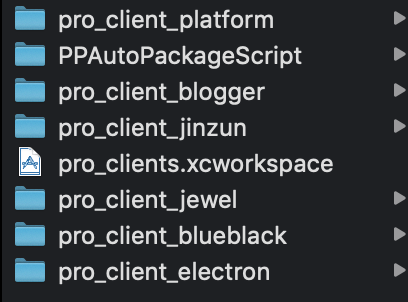 pro_client_platform
PPAutoPackageScript
pro_client_blogger
pro_client_jinzun
pro_clients.xcworkspace
pro_client_jewel
pro_client_blueblack
pro_client_electron